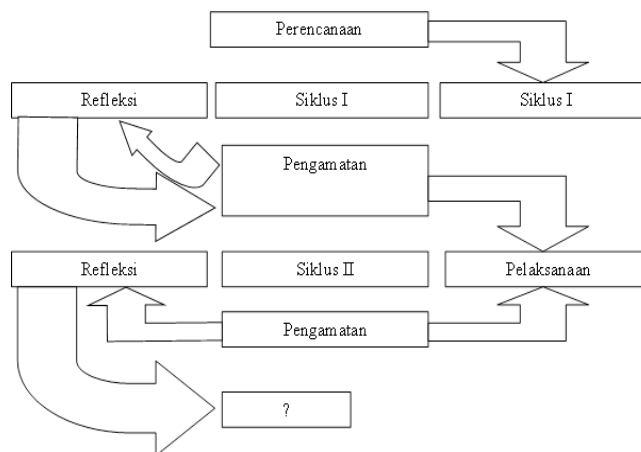 Perencanaan
Refleksi
Siklus I
Siklus I
Pengamatan
Refleksi
Siklus II
Pelaksanaan
Pengamatan
?